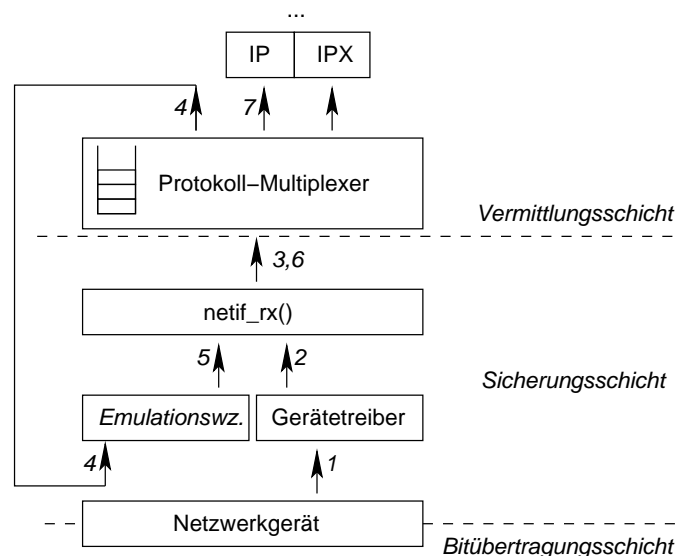 ...
IP IPX
4 7
Protokoll−Multiplexer
Vermittlungsschicht
3,6
netif_rx()
5 2
Sicherungsschicht
Emulationswz. Gerätetreiber
4 1
Netzwerkgerät
Bitübertragungsschicht